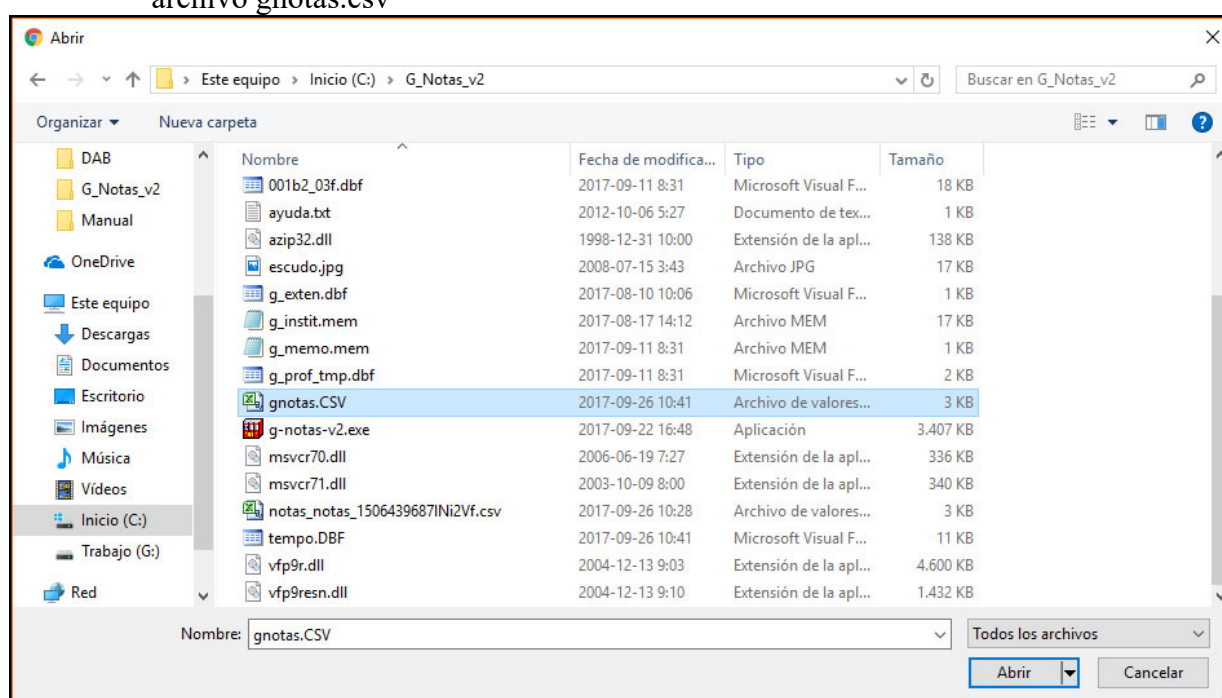 archivo gnotas.csv
Abrir
Este equipo > Inicio (C:) > G_Notas_v2
Buscar en G_Notas_v2
Organizar
Nueva carpeta
DAB
G_Notas_v2
Manual
OneDrive
Este equipo
Descargas
Documentos
Escritorio
Imágenes
Música
Vídeos
Inicio (C:)
Trabajo (G:)
Red
Nombre Fecha de modifica... Tipo Tamaño
001b2_03f.dbf 2017-09-11 8:31 Microsoft Visual F... 18 KB
ayuda.txt 2012-10-06 5:27 Documento de tex... 1 KB
azip32.dll 1998-12-31 10:00 Extensión de la apl... 138 KB
escudo.jpg 2008-07-15 3:43 Archivo JPG 17 KB
g_exten.dbf 2017-08-10 10:06 Microsoft Visual F... 1 KB
g_instit.mem 2017-08-17 14:12 Archivo MEM 17 KB
g_memo.mem 2017-09-11 8:31 Archivo MEM 1 KB
g_prof_tmp.dbf 2017-09-11 8:31 Microsoft Visual F... 2 KB
gnotas.CSV 2017-09-26 10:41 Archivo de valores... 3 KB
g-notas-v2.exe 2017-09-22 16:48 Aplicación 3.407 KB
msvcr70.dll 2006-06-19 7:27 Extensión de la apl... 336 KB
msvcr71.dll 2003-10-09 8:00 Extensión de la apl... 340 KB
notas_notas_1506439687INi2Vf.csv 2017-09-26 10:28 Archivo de valores... 3 KB
tempo.DBF 2017-09-26 10:41 Microsoft Visual F... 11 KB
vfp9r.dll 2004-12-13 9:03 Extensión de la apl... 4.600 KB
vfp9resn.dll 2004-12-13 9:10 Extensión de la apl... 1.432 KB
Nombre: gnotas.CSV
Todos los archivos
Abrir
Cancelar